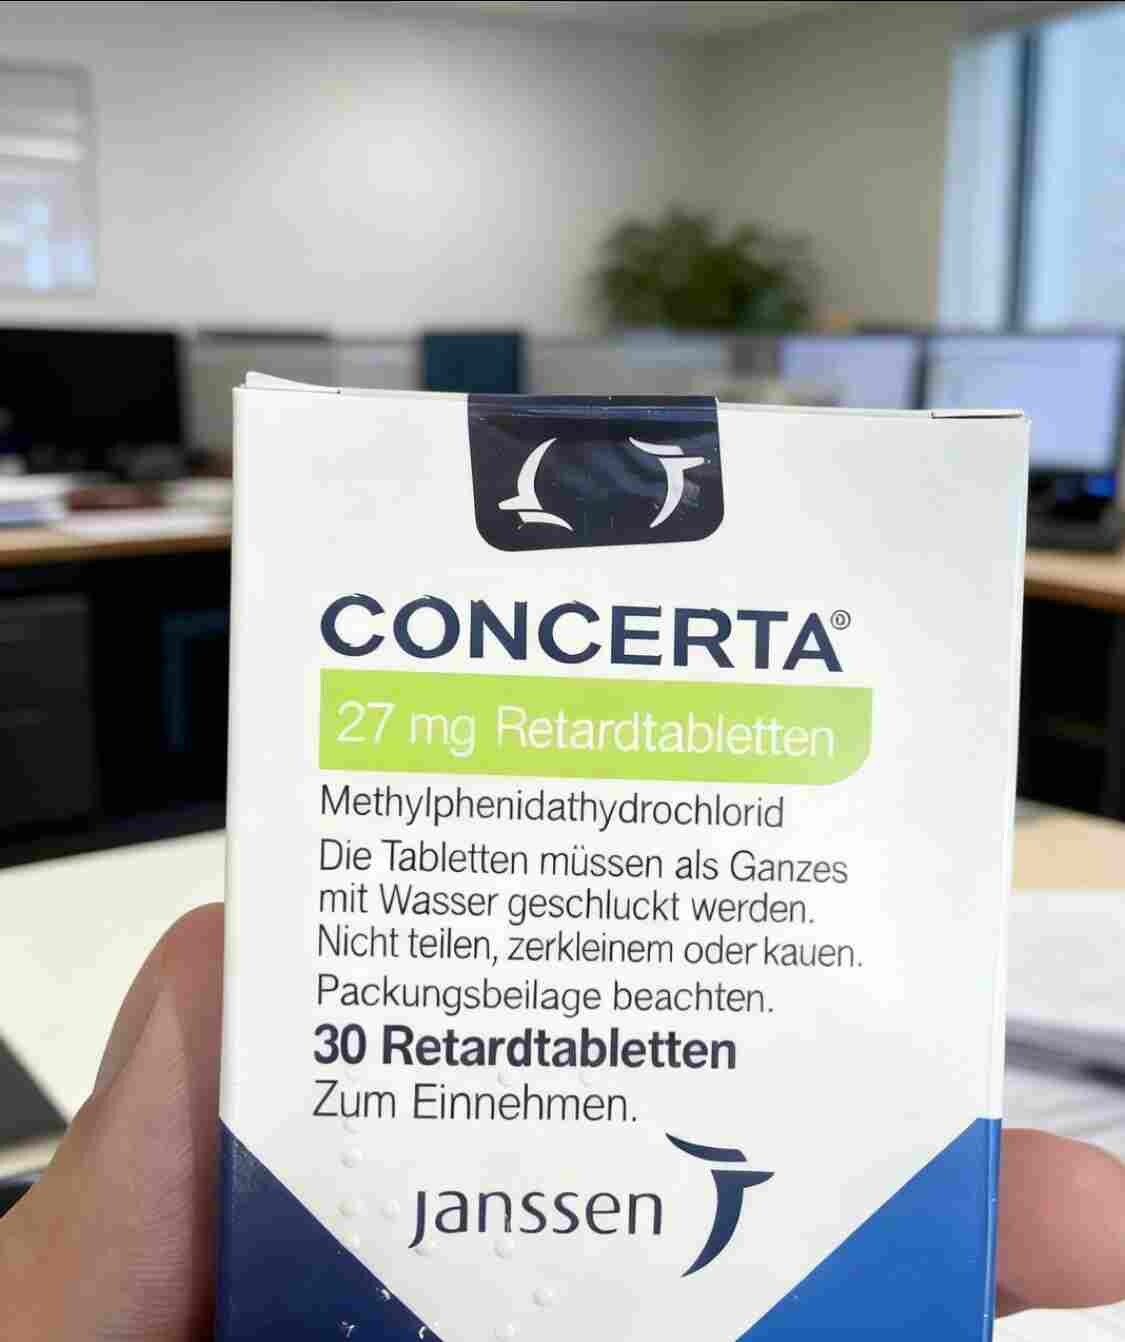 CONCERTA®
27 mg Retardtabletten
Methylphenidathydrochlorid
Die Tabletten müssen als Ganzes
mit Wasser geschluckt werden.
Nicht teilen, zerkleinem oder kauen.
Packungsbeilage beachten.
30 Retardtabletten
Zum Einnehmen.
janssen